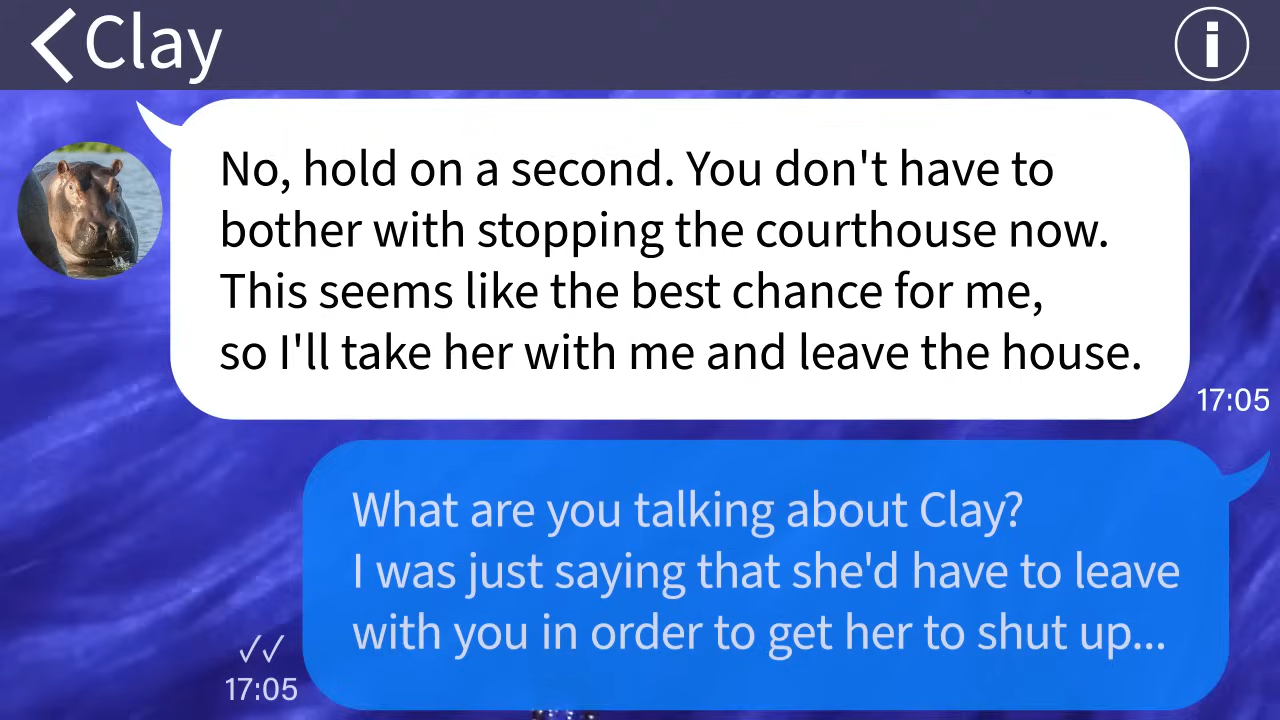 Clay
No, hold on a second. You don't have to
bother with stopping the courthouse now.
This seems like the best chance for me,
so I'll take her with me and leave the house.
17:05
What are you talking about Clay?
I was just saying that she'd have to leave
with you in order to get her to shut up...
17:05